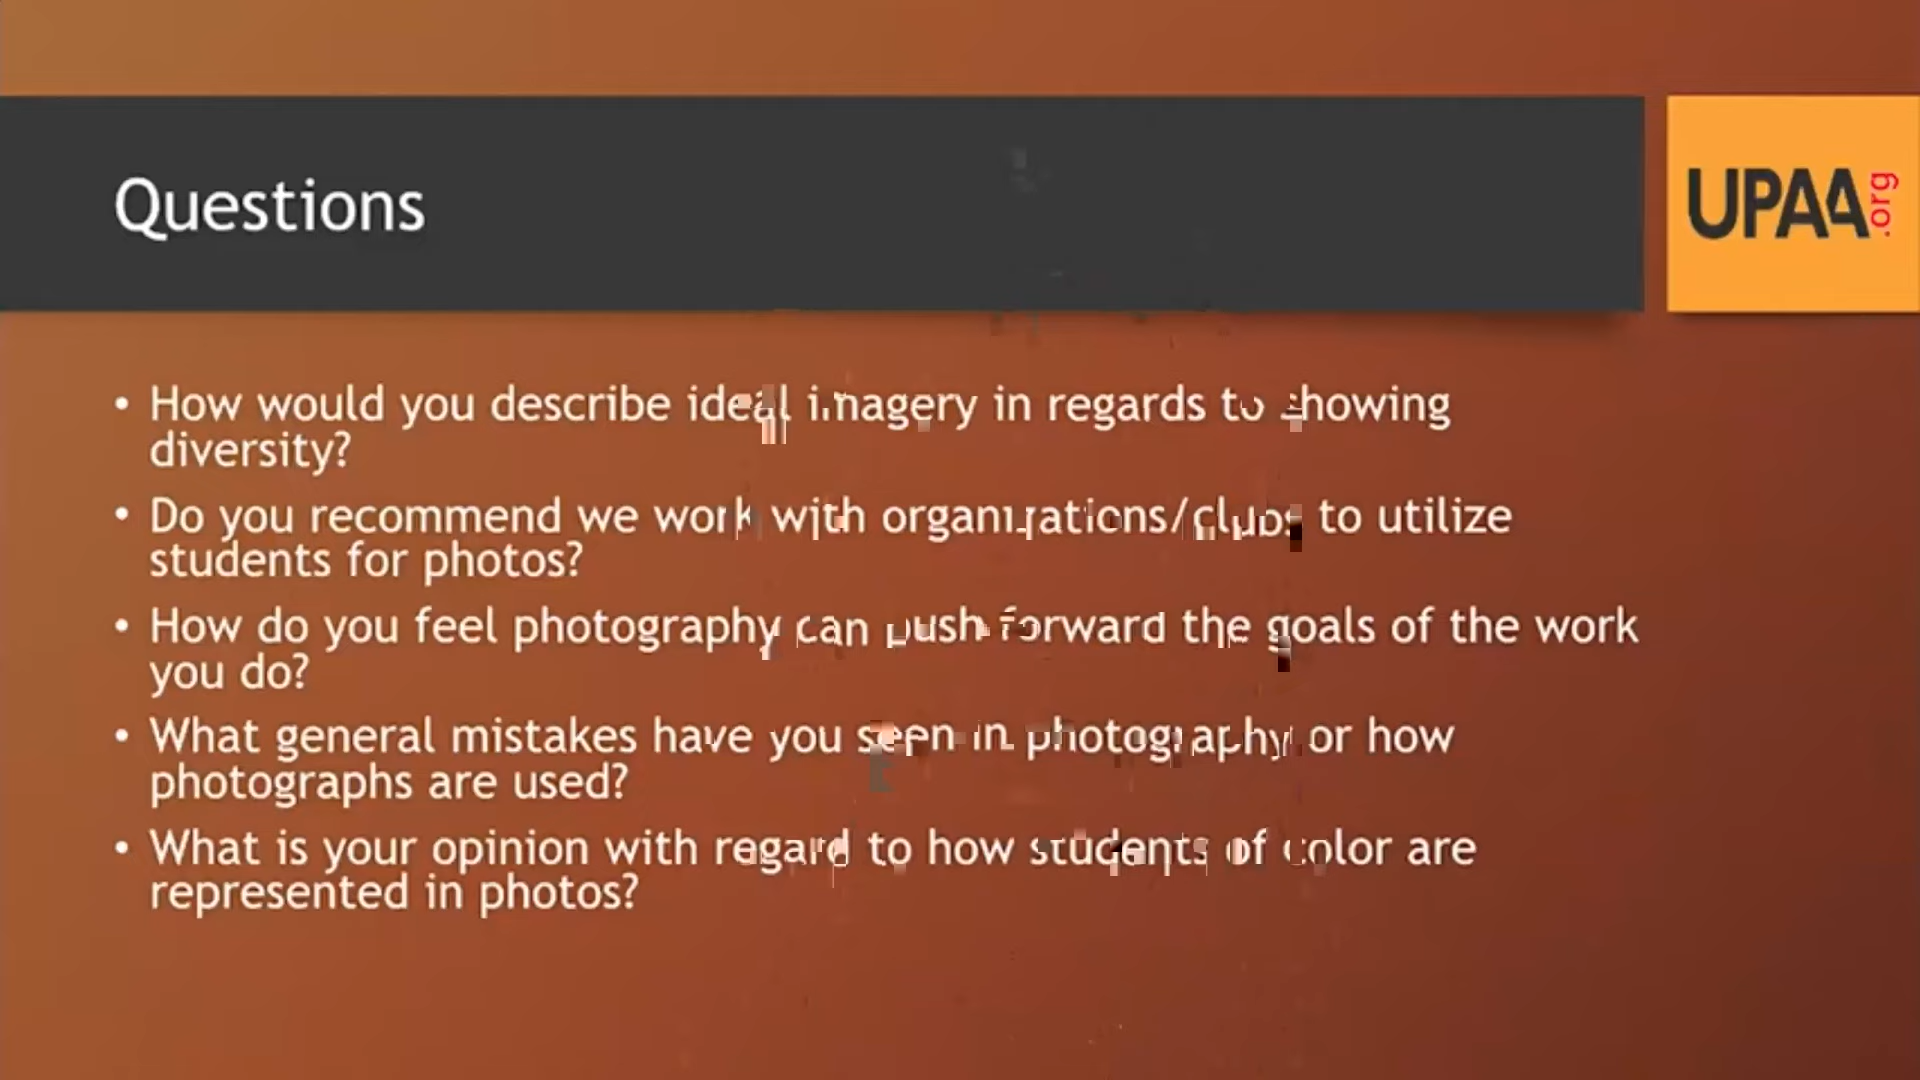 Questions
UPAA.org
How would you describe ideal imagery in regards to showing
diversity?
Do you recommend we work with organizations/clubs to utilize
students for photos?
How do you feel photography can push forward the goals of the work
you do?
What general mistakes have you seen in photography or how
photographs are used?
What is your opinion with regard to how students of color are
represented in photos?